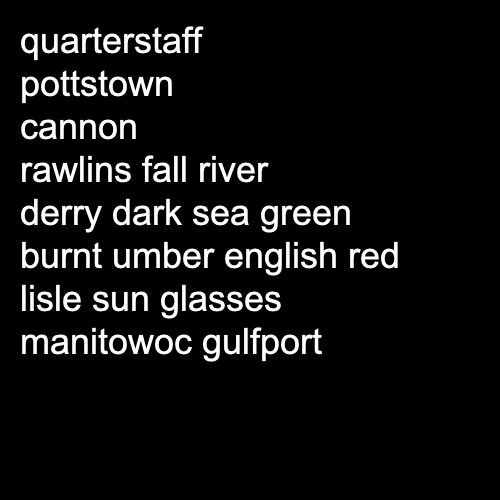 quarterstaff
pottstown
cannon
rawlins fall river
derry dark sea green
burnt umber english red
lisle sun glasses
manitowoc gulfport